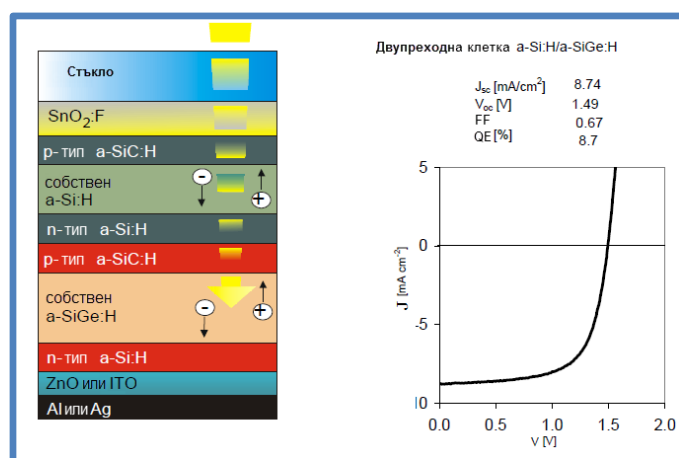 Стъкло
SnO2:F
p- тип a-SiC:H
собствен
a-Si:H
n-тип a-Si:H
p-тип a-SiC:H
собствен
a-SiGe:H
n-тип a-Si:H
ZnO или ITO
Al или Ag
Двупреходна клетка a-Si:H/a-SiGe:H
Jsc [mA/cm2] 8.74
Voc [V] 1.49
FF 0.67
QE [%] 8.7
5
0
-5
10
J [mA cm-2]
0.0 0.5 1.0 1.5 2.0
V [V]